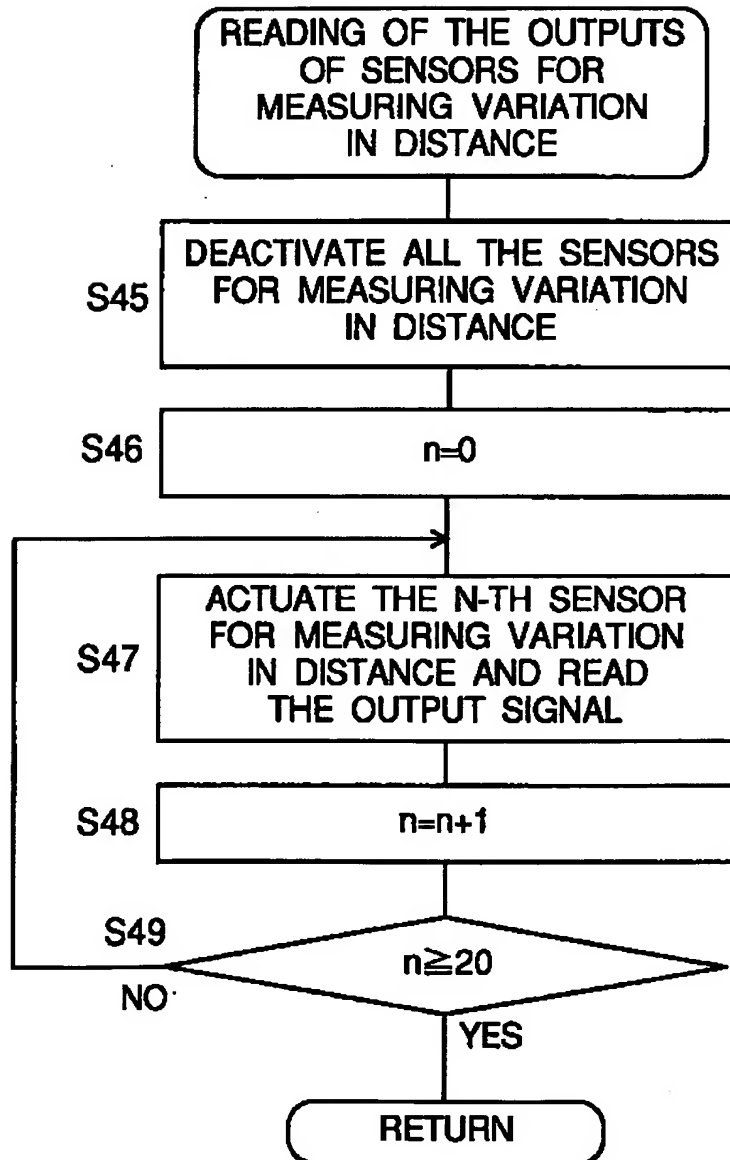 READING OF THE OUTPUTS
OF SENSORS FOR
MEASURING VARIATION
IN DISTANCE
S45
DEACTIVATE ALL THE SENSORS
FOR MEASURING VARIATION
IN DISTANCE
S46
n=0
S47
ACTUATE THE N-TH SENSOR
FOR MEASURING VARIATION
IN DISTANCE AND READ
THE OUTPUT SIGNAL
S48
n=n+1
S49
n≧20
NO
YES
RETURN